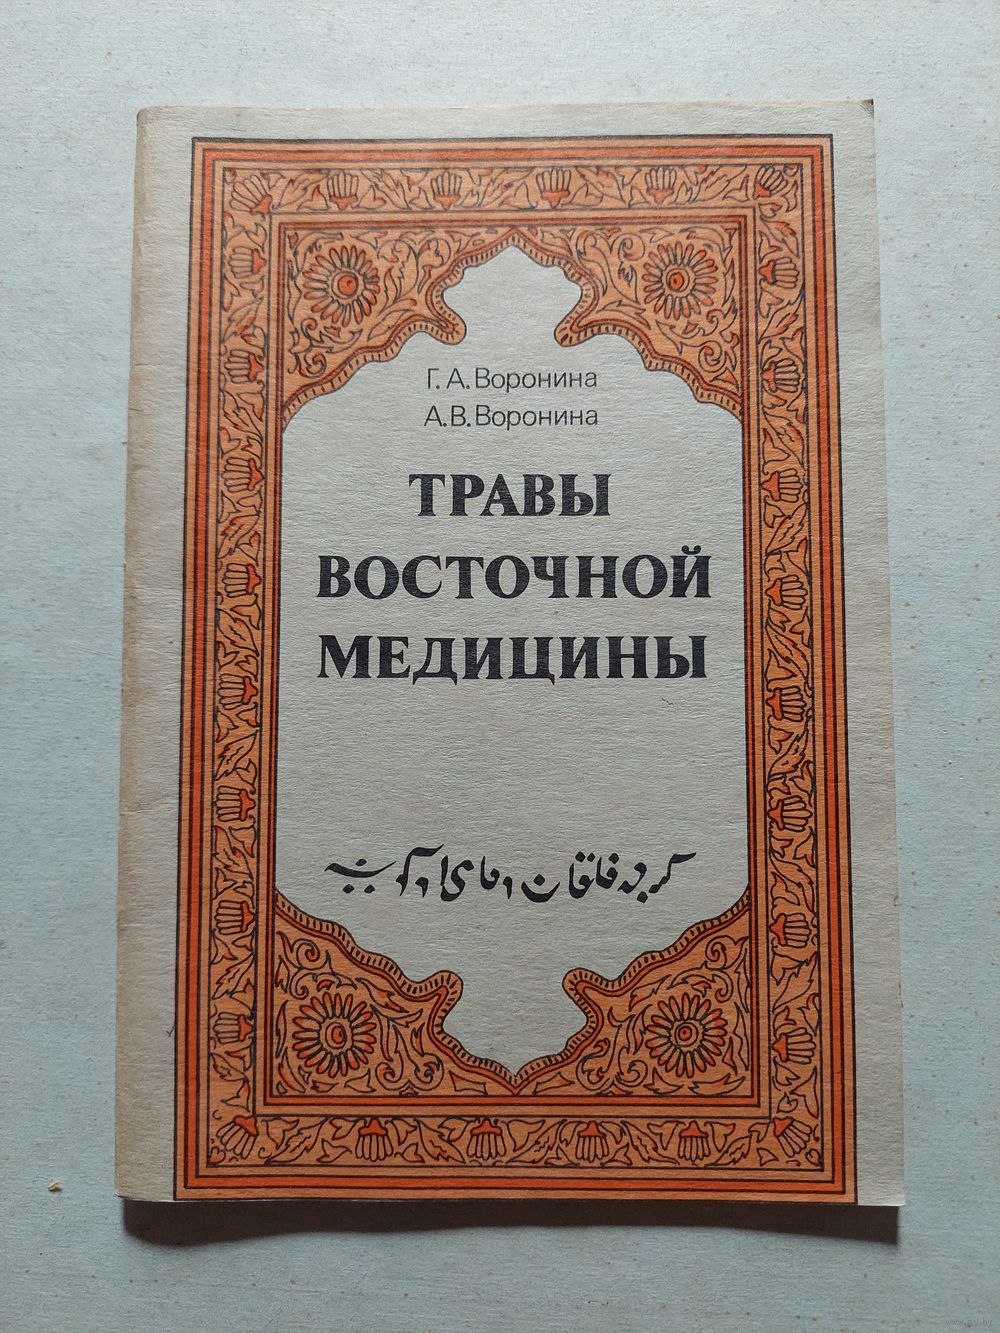 Г. А. Воронина
А. В. Воронина
ТРАВЫ
ВОСТОЧНОЙ
МЕДИЦИНЫ